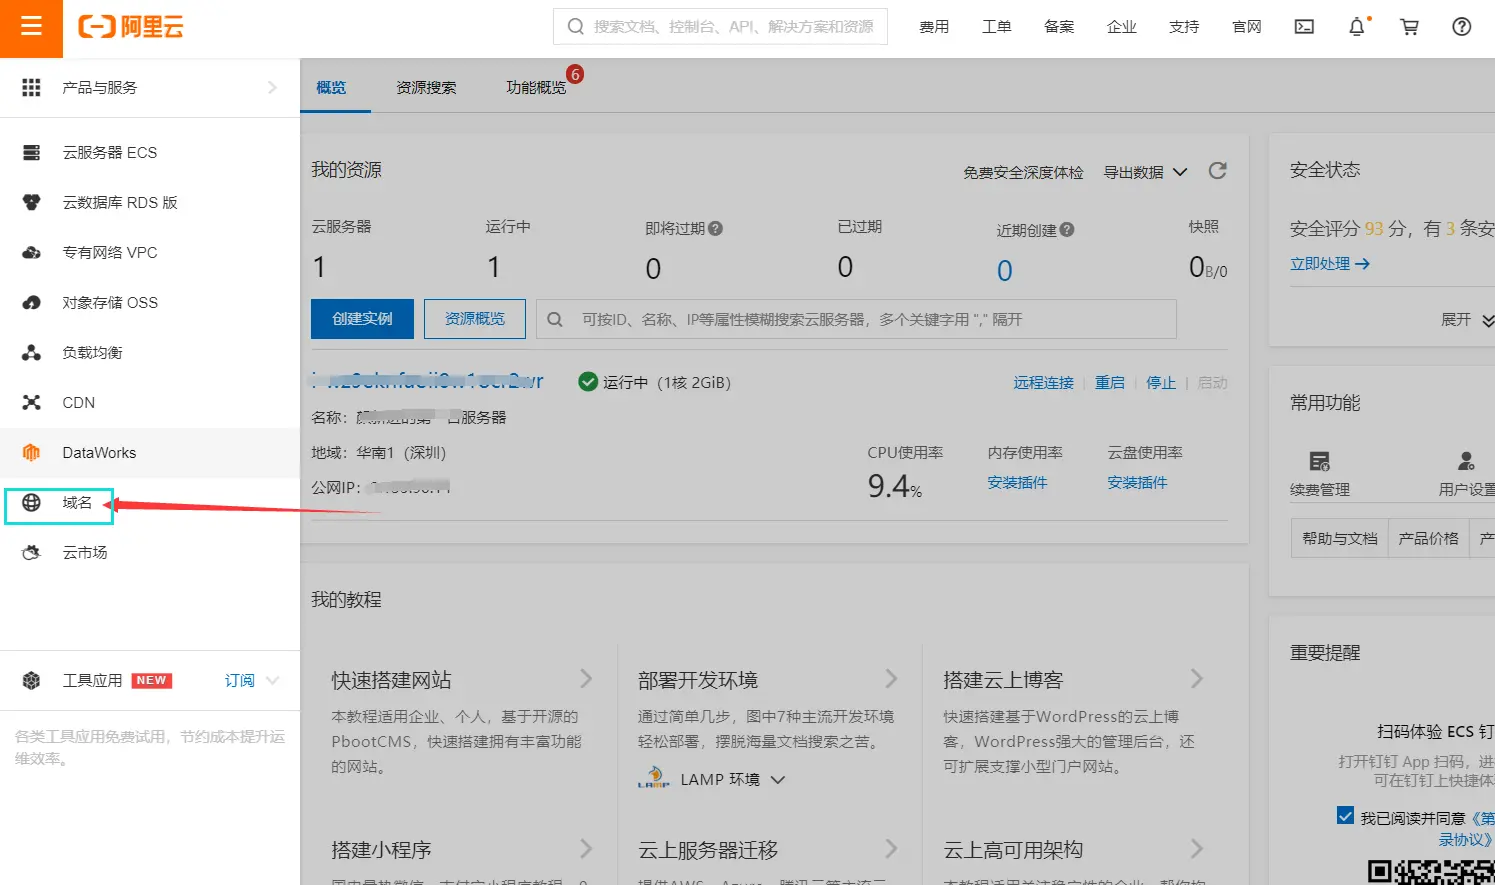 阿里云
搜索文档、控制台、API、解决方案和资源
费用 工单 备案 企业 支持 官网
产品与服务
云服务器 ECS
云数据库 RDS 版
专有网络 VPC
对象存储 OSS
负载均衡
CDN
DataWorks
域名
云市场
工具应用 NEW 订阅
各类工具应用免费试用，节约成本提升运
维效率。
概览 资源搜索 功能概览 6
我的资源 免费安全深度体检 导出数据
云服务器 运行中 即将过期 已过期 近期创建 快照
1 1 0 0 0 0B/0
创建实例 资源概览 可按ID、名称、IP等属性模糊搜索云服务器，多个关键字用 "," 隔开
运行中 (1核 2GiB) 远程连接 重启 停止 启动
名称: 服务器
地域: 华南1 (深圳)
公网IP:
CPU使用率 内存使用率 云盘使用率
9.4% 安装插件 安装插件
我的教程
快速搭建网站
本教程适用企业、个人，基于开源的
PbootCMS，快速搭建拥有丰富功能
的网站。
部署开发环境
通过简单几步，图中7种主流开发环境
轻松部署，摆脱海量文档搜索之苦。
LAMP LAMP 环境
搭建云上博客
快速搭建基于WordPress的云上博
客，WordPress强大的管理后台，还
可扩展支撑小型门户网站。
搭建小程序
云上服务器迁移
云上高可用架构
安全状态
安全评分 93 分，有 3 条安
立即处理
展开
常用功能
续费管理 用户设置
帮助与文档 产品价格 产
重要提醒
扫码体验 ECS 钉
打开钉钉 App 扫码，进
可在钉钉上快捷体
我已阅读并同意《第
录协议》